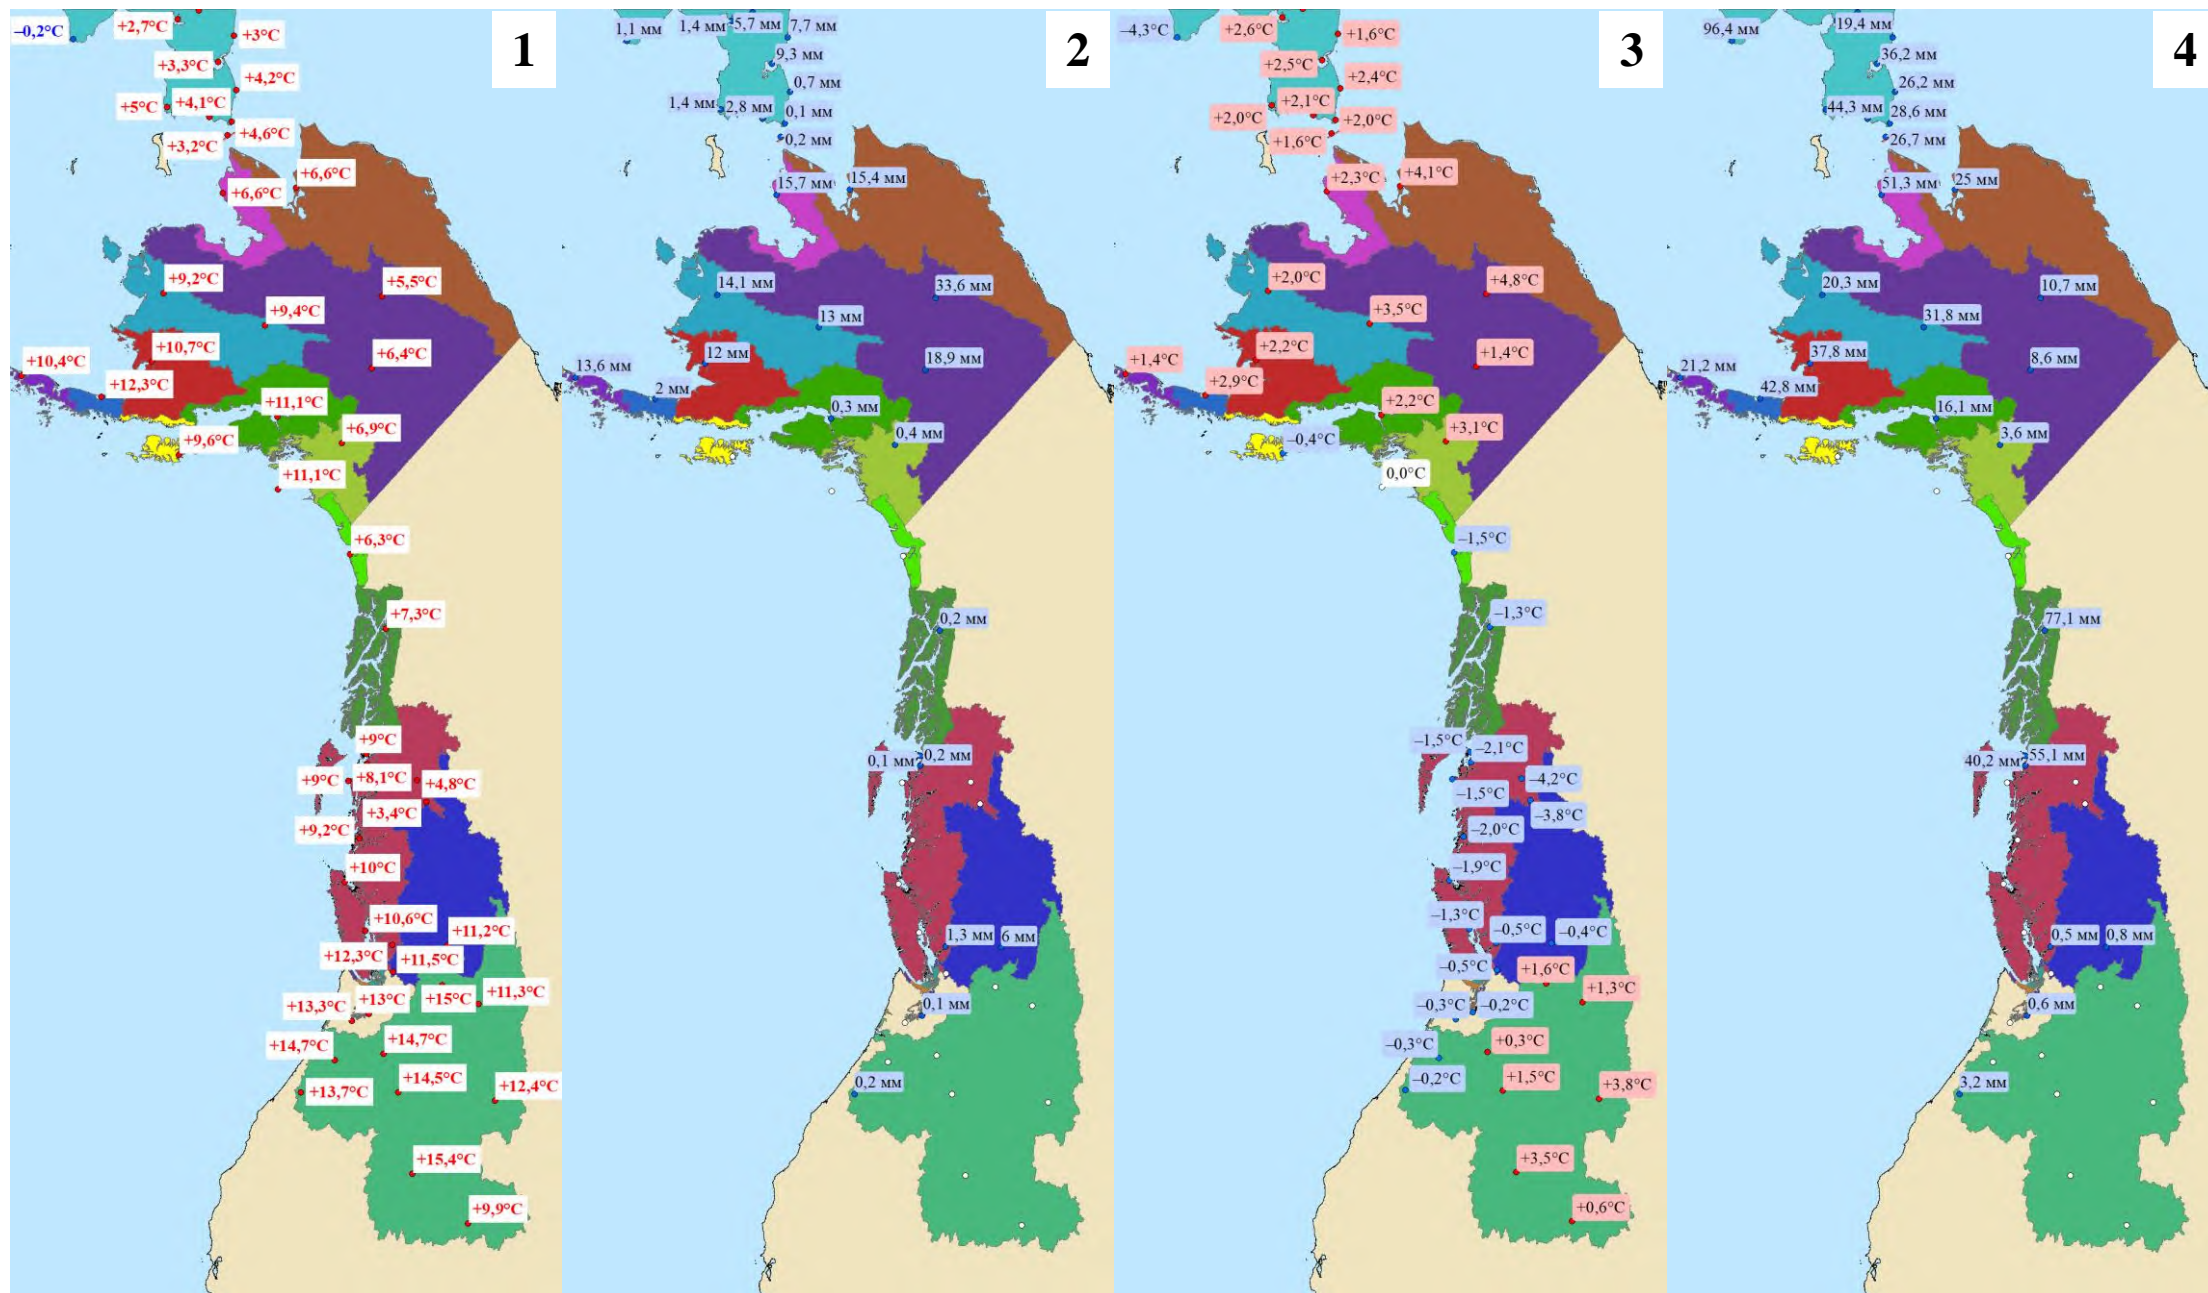 1
–0,2°C
+2,7°C
+3°C
+3,3°C
+4,2°C
+5°C
+4,1°C
+4,6°C
+3,2°C
+6,6°C
+6,6°C
+9,2°C
+5,5°C
+9,4°C
+10,7°C
+6,4°C
+10,4°C
+12,3°C
+11,1°C
+6,9°C
+9,6°C
+11,1°C
+6,3°C
+7,3°C
+9°C
+9°C
+8,1°C
+4,8°C
+3,4°C
+9,2°C
+10°C
+10,6°C
+11,2°C
+12,3°C
+11,5°C
+13,3°C
+13°C
+15°C
+11,3°C
+14,7°C
+14,7°C
+14,5°C
+12,4°C
+13,7°C
+15,4°C
+9,9°C
2
1,1 мм
1,4 мм
5,7 мм
7,7 мм
9,3 мм
0,7 мм
1,4 мм
2,8 мм
0,1 мм
0,2 мм
15,7 мм
15,4 мм
14,1 мм
33,6 мм
13 мм
12 мм
18,9 мм
13,6 мм
2 мм
0,3 мм
0,4 мм
0,2 мм
0,1 мм
0,2 мм
1,3 мм
6 мм
0,1 мм
0,2 мм
3
–4,3°C
+2,6°C
+1,6°C
+2,5°C
+2,4°C
+2,0°C
+2,1°C
+2,0°C
+1,6°C
+2,3°C
+4,1°C
+2,0°C
+4,8°C
+3,5°C
+2,2°C
+1,4°C
+1,4°C
+2,9°C
+2,2°C
+3,1°C
–0,4°C
0,0°C
–1,5°C
–1,3°C
–1,5°C
–2,1°C
–4,2°C
–1,5°C
–3,8°C
–2,0°C
–1,9°C
–1,3°C
–0,5°C
–0,4°C
–0,5°C
+1,6°C
+1,3°C
–0,3°C
–0,2°C
–0,3°C
+0,3°C
–0,2°C
+1,5°C
+3,8°C
+3,5°C
+0,6°C
4
96,4 мм
19,4 мм
36,2 мм
26,2 мм
44,3 мм
28,6 мм
26,7 мм
51,3 мм
25 мм
20,3 мм
10,7 мм
31,8 мм
37,8 мм
8,6 мм
21,2 мм
42,8 мм
16,1 мм
3,6 мм
77,1 мм
40,2 мм
55,1 мм
0,5 мм
0,8 мм
0,6 мм
3,2 мм